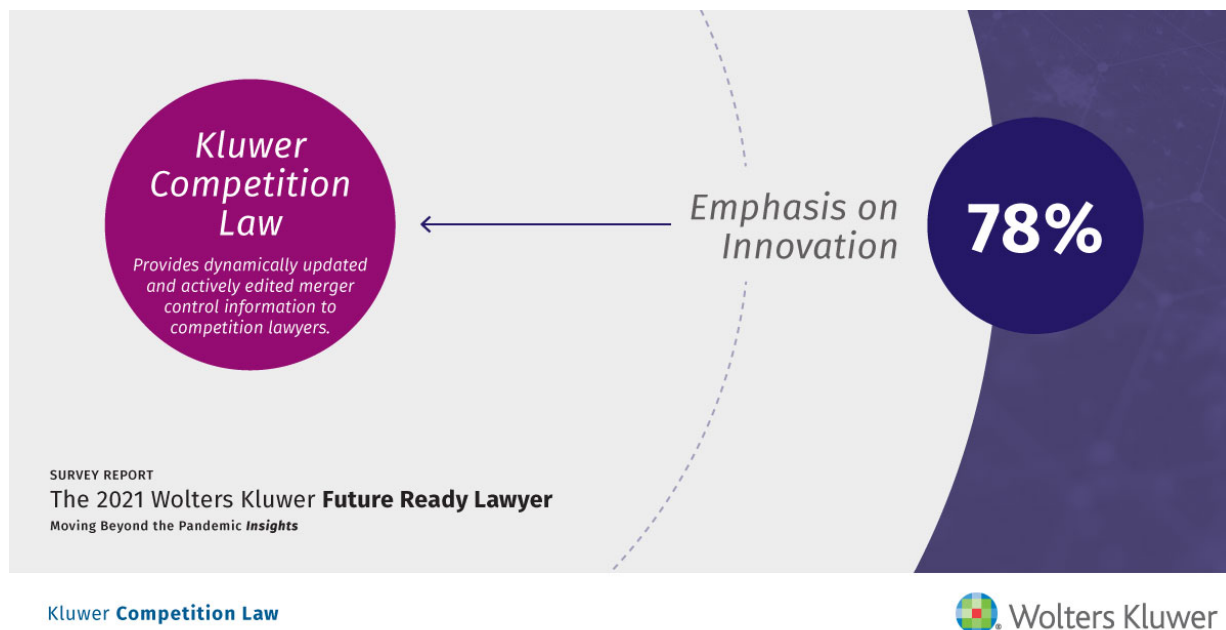 Kluwer
Competition
Law
Provides dynamically updated
and actively edited merger
control information to
competition lawyers.
Emphasis on
Innovation
78%
SURVEY REPORT
The 2021 Wolters Kluwer Future Ready Lawyer
Moving Beyond the Pandemic Insights
Kluwer Competition Law
Wolters Kluwer